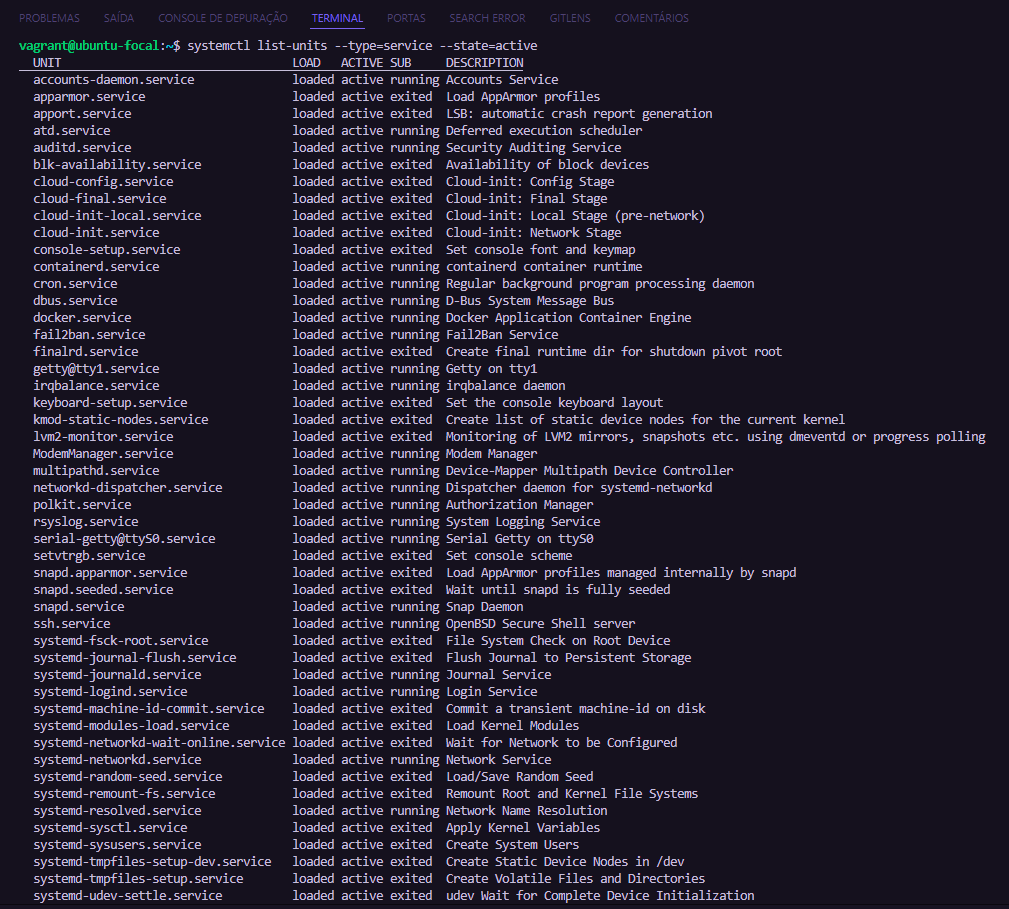 PROBLEMAS SAÍDA CONSOLE DE DEPURAÇÃO TERMINAL PORTAS SEARCH ERROR GITLENS COMENTÁRIOS
vagrant@ubuntu-focal:~$ systemctl list-units --type=service --state=active
UNIT LOAD ACTIVE SUB DESCRIPTION
accounts-daemon.service loaded active running Accounts Service
apparmor.service loaded active exited Load AppArmor profiles
apport.service loaded active exited LSB: automatic crash report generation
atd.service loaded active running Deferred execution scheduler
auditd.service loaded active running Security Auditing Service
blk-availability.service loaded active exited Availability of block devices
cloud-config.service loaded active exited Cloud-init: Config Stage
cloud-final.service loaded active exited Cloud-init: Final Stage
cloud-init-local.service loaded active exited Cloud-init: Local Stage (pre-network)
cloud-init.service loaded active exited Cloud-init: Network Stage
console-setup.service loaded active exited Set console font and keymap
containerd.service loaded active running containerd container runtime
cron.service loaded active running Regular background program processing daemon
dbus.service loaded active running D-Bus System Message Bus
docker.service loaded active running Docker Application Container Engine
fail2ban.service loaded active running Fail2Ban Service
finalrd.service loaded active exited Create final runtime dir for shutdown pivot root
getty@tty1.service loaded active running Getty on tty1
irqbalance.service loaded active running irqbalance daemon
keyboard-setup.service loaded active exited Set the console keyboard layout
kmod-static-nodes.service loaded active exited Create list of static device nodes for the current kernel
lvm2-monitor.service loaded active exited Monitoring of LVM2 mirrors, snapshots etc. using dmeventd or progress polling
ModemManager.service loaded active running Modem Manager
multipathd.service loaded active running Device-Mapper Multipath Device Controller
networkd-dispatcher.service loaded active running Dispatcher daemon for systemd-networkd
polkit.service loaded active running Authorization Manager
rsyslog.service loaded active running System Logging Service
serial-getty@ttyS0.service loaded active running Serial Getty on ttyS0
setvtrgb.service loaded active exited Set console scheme
snapd.apparmor.service loaded active exited Load AppArmor profiles managed internally by snapd
snapd.seeded.service loaded active exited Wait until snapd is fully seeded
snapd.service loaded active running Snap Daemon
ssh.service loaded active running OpenBSD Secure Shell server
systemd-fsck-root.service loaded active exited File System Check on Root Device
systemd-journal-flush.service loaded active exited Flush Journal to Persistent Storage
systemd-journald.service loaded active running Journal Service
systemd-logind.service loaded active running Login Service
systemd-machine-id-commit.service loaded active exited Commit a transient machine-id on disk
systemd-modules-load.service loaded active exited Load Kernel Modules
systemd-networkd-wait-online.service loaded active exited Wait for Network to be Configured
systemd-networkd.service loaded active running Network Service
systemd-random-seed.service loaded active exited Load/Save Random Seed
systemd-remount-fs.service loaded active exited Remount Root and Kernel File Systems
systemd-resolved.service loaded active running Network Name Resolution
systemd-sysctl.service loaded active exited Apply Kernel Variables
systemd-sysusers.service loaded active exited Create System Users
systemd-tmpfiles-setup-dev.service loaded active exited Create Static Device Nodes in /dev
systemd-tmpfiles-setup.service loaded active exited Create Volatile Files and Directories
systemd-udev-settle.service loaded active exited udev Wait for Complete Device Initialization